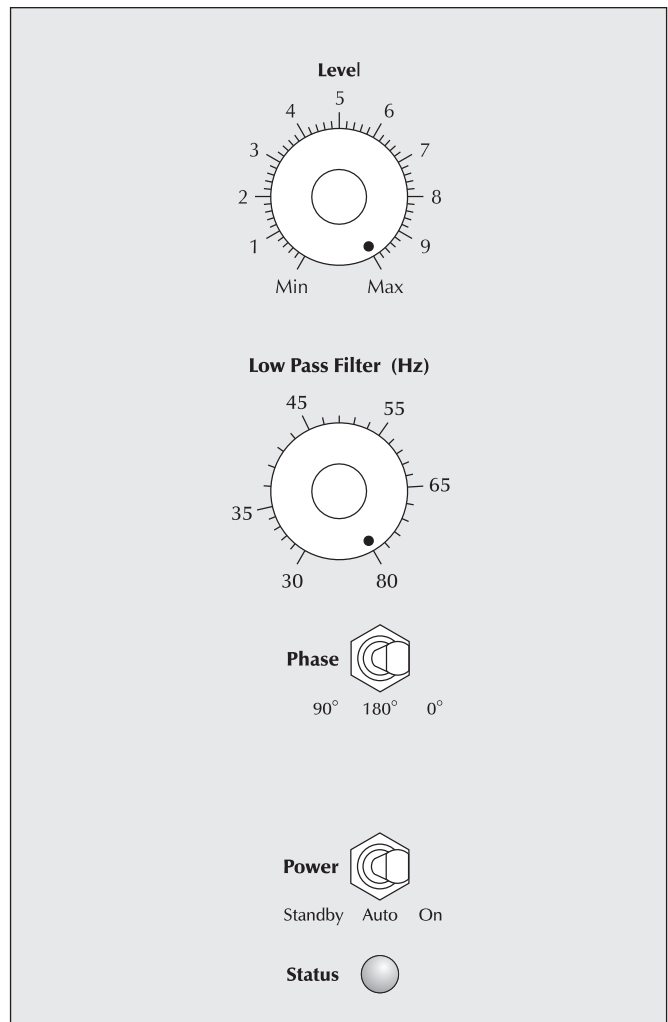 Level
5
4 6
3 7
2 8
1 9
Min Max
Low Pass Filter (Hz)
45 55
65
35
30 80
Phase
90° 180° 0°
Power
Standby Auto On
Status